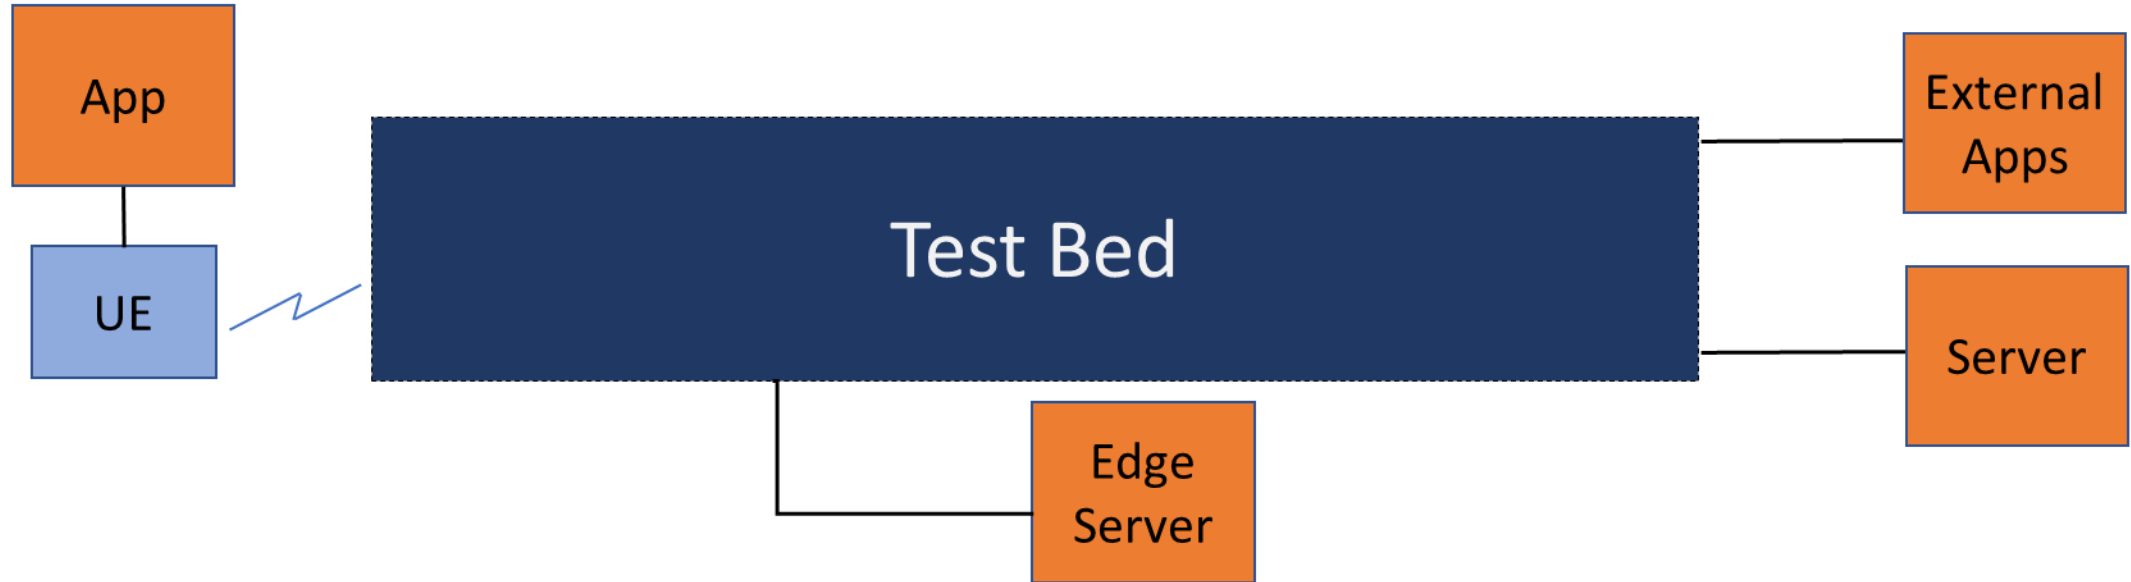 App
UE
Test Bed
External
Apps
Server
Edge
Server